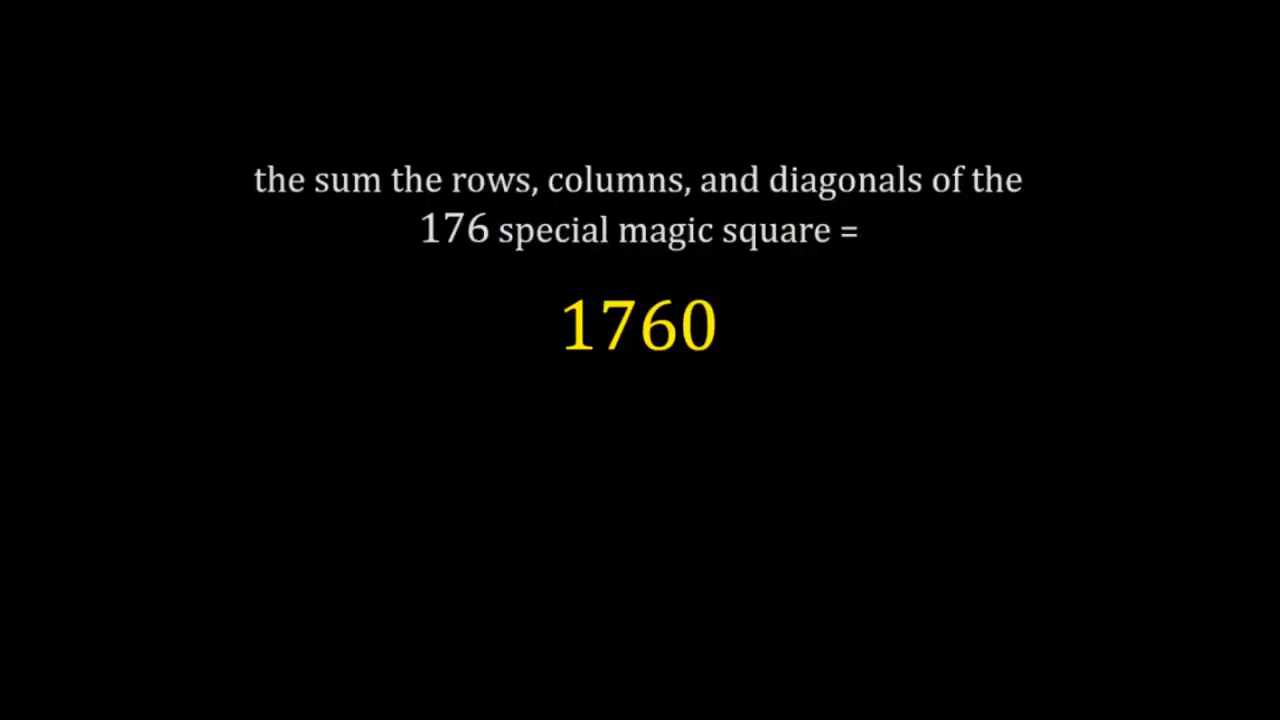 the sum the rows, columns, and diagonals of the
176 special magic square =
1760